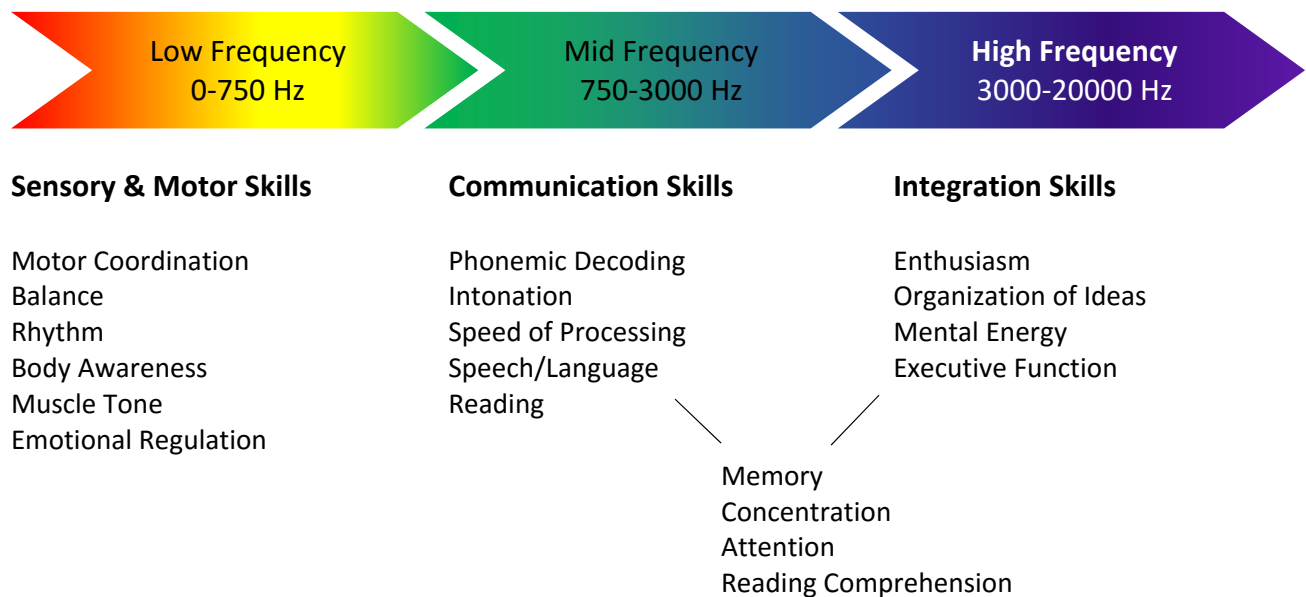 Low Frequency
0-750 Hz
Mid Frequency
750-3000 Hz
High Frequency
3000-20000 Hz
Sensory & Motor Skills
Motor Coordination
Balance
Rhythm
Body Awareness
Muscle Tone
Emotional Regulation
Communication Skills
Phonemic Decoding
Intonation
Speed of Processing
Speech/Language
Reading
Integration Skills
Enthusiasm
Organization of Ideas
Mental Energy
Executive Function
Memory
Concentration
Attention
Reading Comprehension